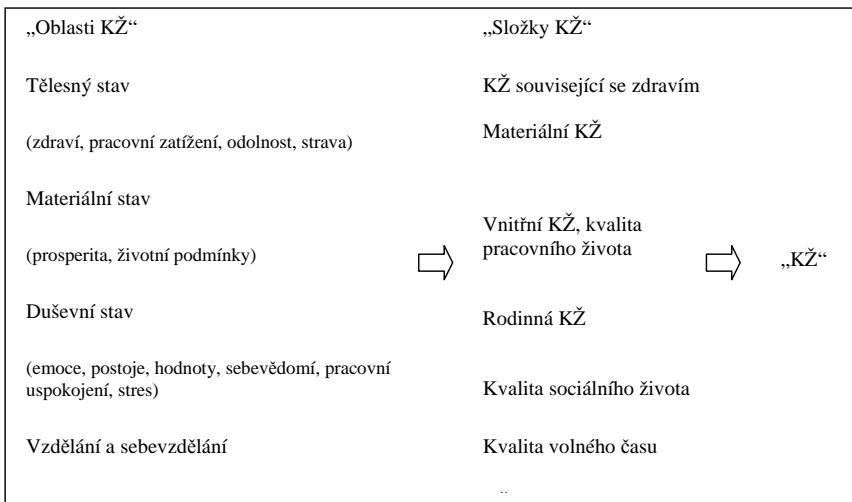 „Oblasti KŽ“
Tělesný stav
(zdraví, pracovní zatížení, odolnost, strava)
Materiální stav
(prosperita, životní podmínky)
Duševní stav
(emoce, postoje, hodnoty, sebevědomí, pracovní
uspokojení, stres)
Vzdělání a sebevzdělání
„Složky KŽ“
KŽ související se zdravím
Materiální KŽ
Vnitřní KŽ, kvalita
pracovního života
Rodinná KŽ
Kvalita sociálního života
Kvalita volného času
„KŽ“